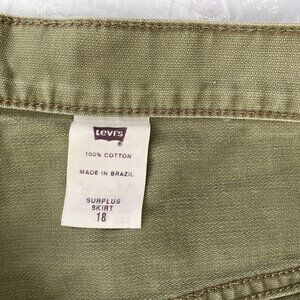 Levi's
100% COTTON
MADE IN BRAZIL
SURPLUS
SKIRT
18